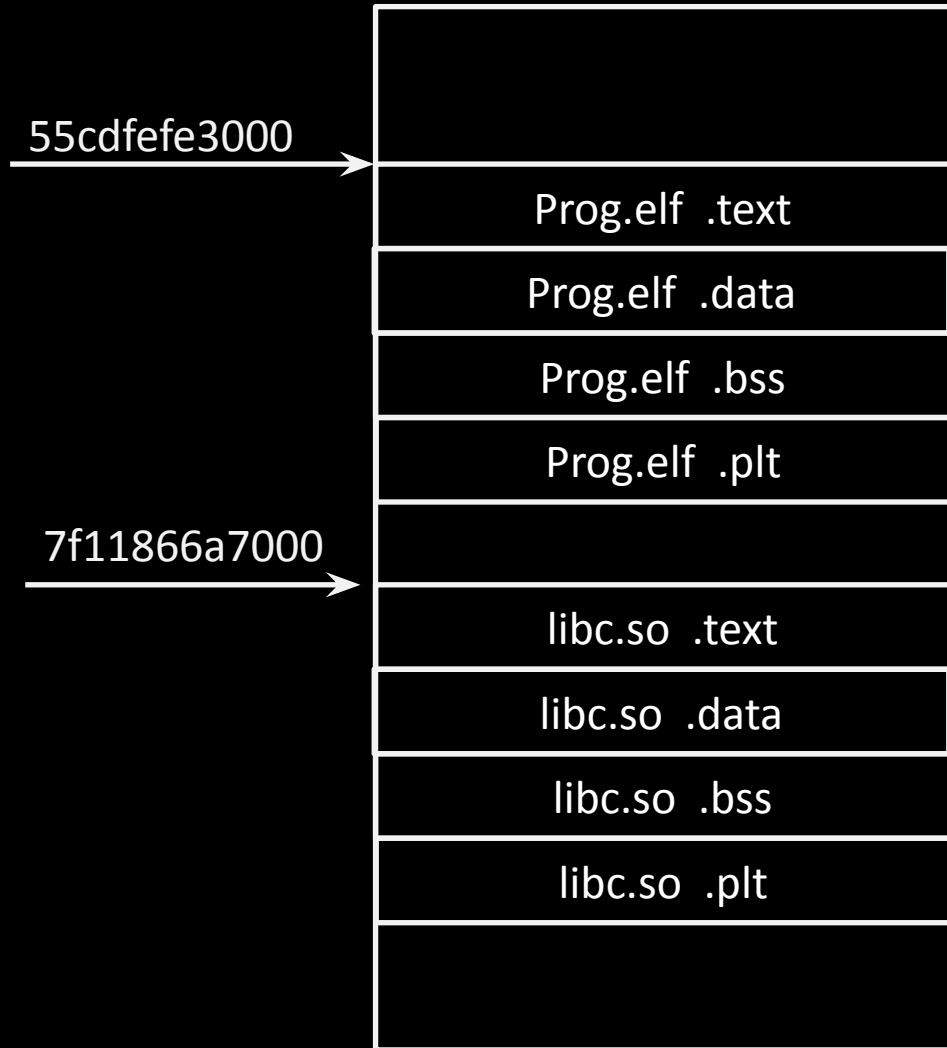 55cdfefe3000
Prog.elf .text
Prog.elf .data
Prog.elf .bss
Prog.elf .plt
7f11866a7000
libc.so .text
libc.so .data
libc.so .bss
libc.so .plt